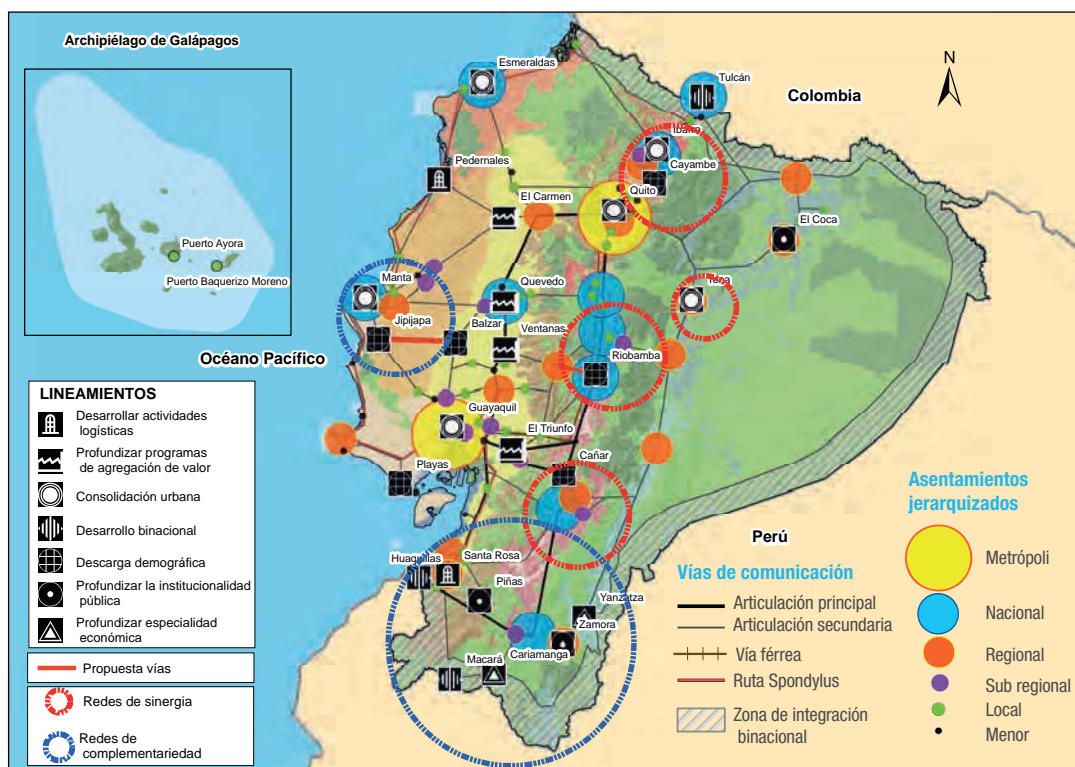 Archipiélago de Galápagos
Puerto Ayora
Puerto Baquerizo Moreno
Océano Pacífico
Colombia
N
Perú
Esmeraldas
Tulcán
Ibarra
Cayambe
Pedernales
El Carmen
Quito
El Coca
Tena
Manta
Quevedo
Jipijapa
Balzar
Ventanas
Riobamba
Guayaquil
El Triunfo
Cañar
Playas
Huaquillas
Santa Rosa
Piñas
Yanzatza
Zamora
Cariamanga
Macará
LINEAMIENTOS
Desarrollar actividades
logísticas
Profundizar programas
de agregación de valor
Consolidación urbana
Desarrollo binacional
Descarga demográfica
Profundizar la institucionalidad
pública
Profundizar especialidad
económica
Propuesta vías
Redes de sinergia
Redes de
complementariedad
Vías de comunicación
Articulación principal
Articulación secundaria
Vía férrea
Ruta Spondylus
Zona de integración
binacional
Asentamientos
jerarquizados
Metrópoli
Nacional
Regional
Sub regional
Local
Menor